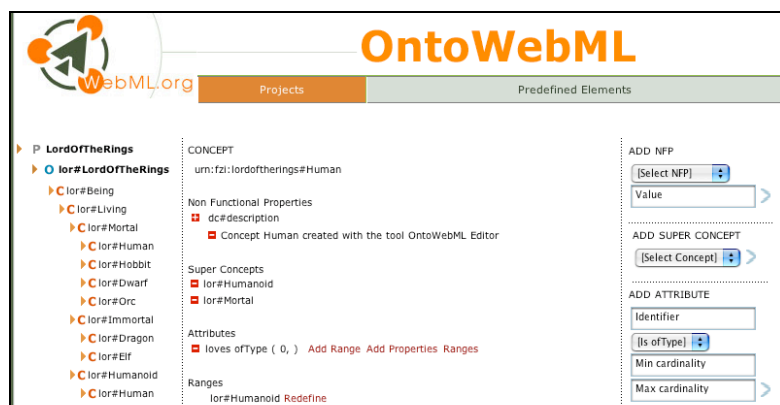 OntoWebML
WebML.org
Projects
Predefined Elements
P LordOfTheRings
O lor#LordOfTheRings
C lor#Being
C lor#Living
C lor#Mortal
C lor#Human
C lor#Hobbit
C lor#Dwarf
C lor#Orc
C lor#Immortal
C lor#Dragon
C lor#Elf
C lor#Humanoid
C lor#Human
CONCEPT
urn:fzi:lordoftherings#Human
Non Functional Properties
dc#description
Concept Human created with the tool OntoWebML Editor
Super Concepts
lor#Humanoid
lor#Mortal
Attributes
loves ofType ( 0, ) Add Range Add Properties Ranges
Ranges
lor#Humanoid Redefine
ADD NFP
[Select NFP]
Value
ADD SUPER CONCEPT
[Select Concept]
ADD ATTRIBUTE
Identifier
[Is ofType]
Min cardinality
Max cardinality